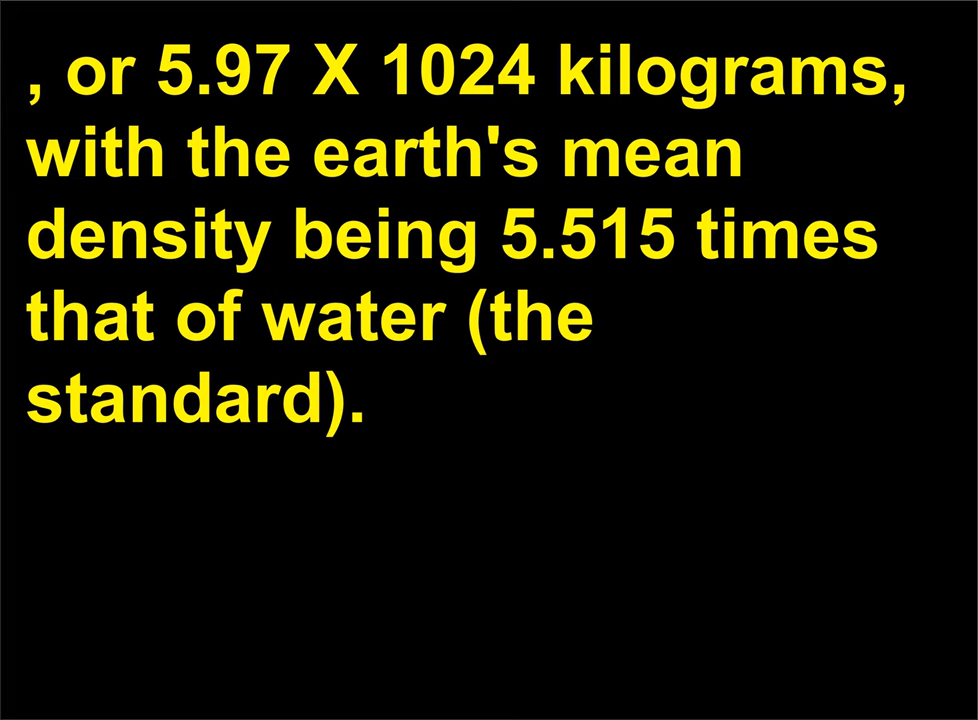 , or 5.97 X 1024 kilograms,
with the earth's mean
density being 5.515 times
that of water (the
standard).